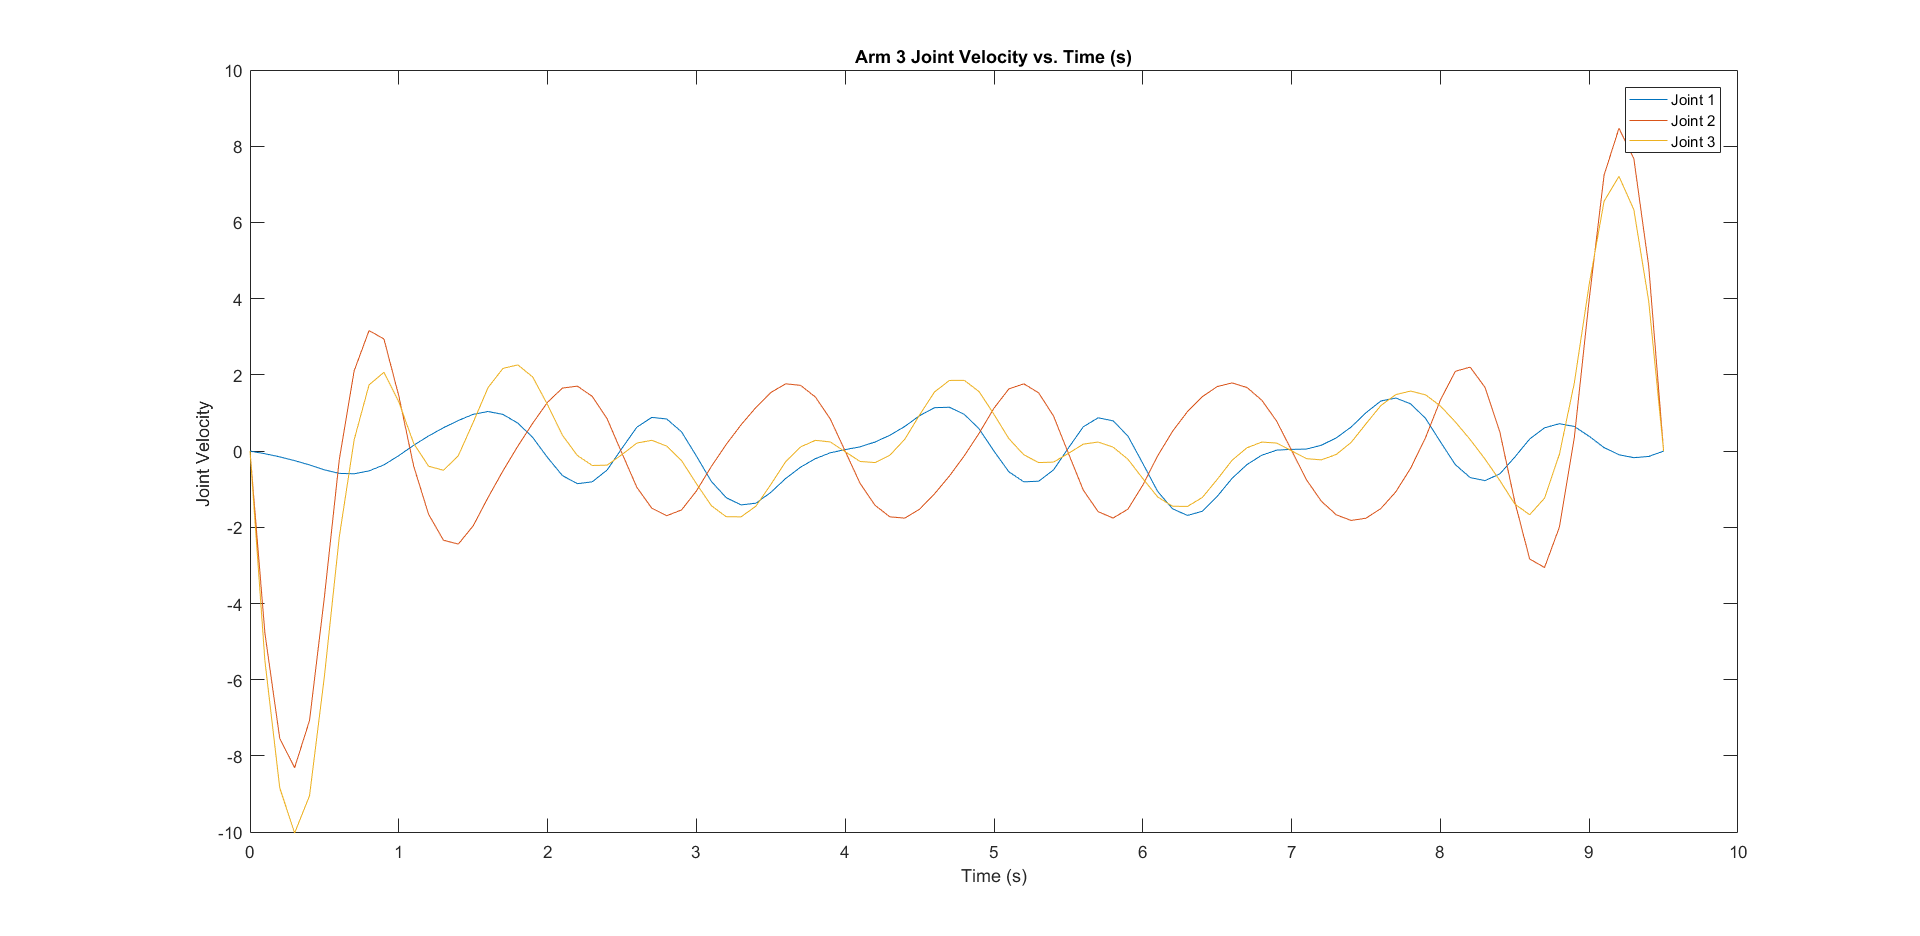 Arm 3 Joint Velocity vs. Time (s)
10
8
6
4
2
0
-2
-4
-6
-8
-10
Joint Velocity
Joint 1
Joint 2
Joint 3
0 1 2 3 4 5 6 7 8 9 10
Time (s)